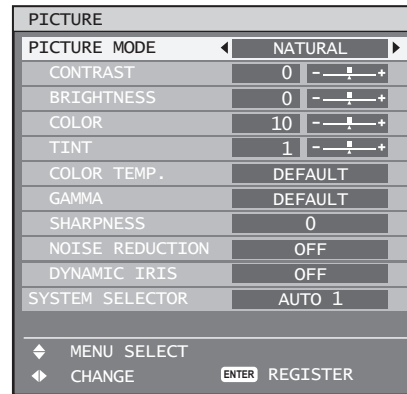 PICTURE
PICTURE MODE NATURAL
CONTRAST 0 - +
BRIGHTNESS 0 - +
COLOR 10 - +
TINT 1 - +
COLOR TEMP. DEFAULT
GAMMA DEFAULT
SHARPNESS 0
NOISE REDUCTION OFF
DYNAMIC IRIS OFF
SYSTEM SELECTOR AUTO 1
MENU SELECT
CHANGE ENTER REGISTER